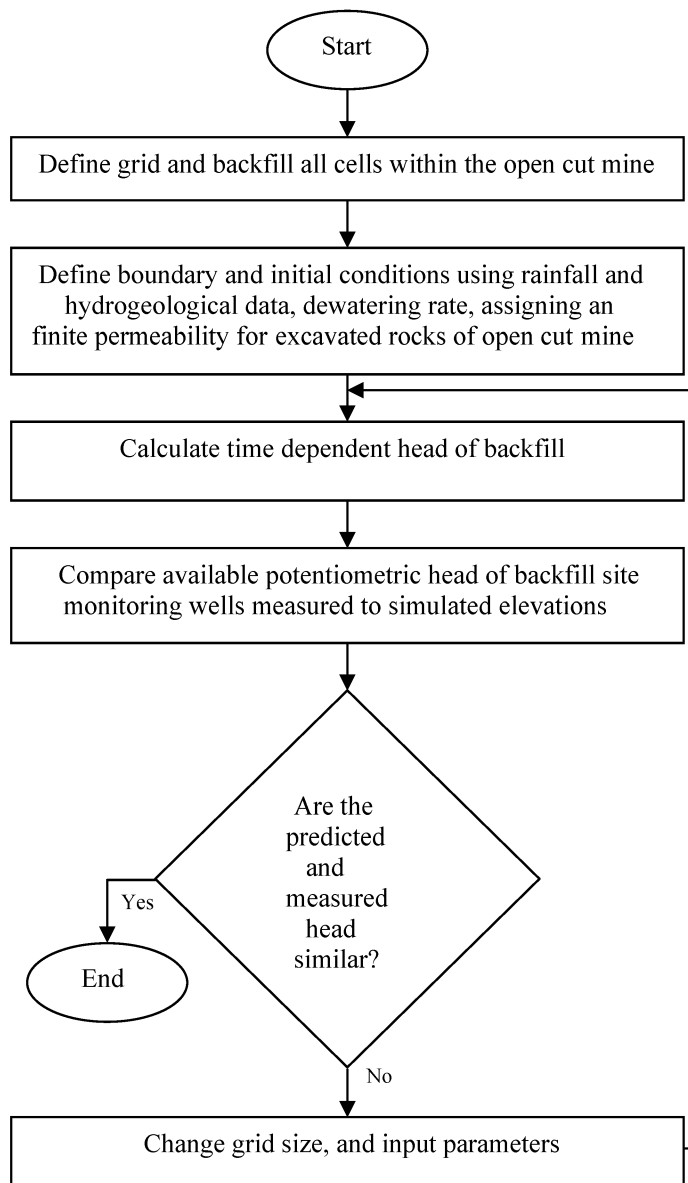 Start
Define grid and backfill all cells within the open cut mine
Define boundary and initial conditions using rainfall and
hydrogeological data, dewatering rate, assigning an
finite permeability for excavated rocks of open cut mine
Calculate time dependent head of backfill
Compare available potentiometric head of backfill site
monitoring wells measured to simulated elevations
Are the
predicted
and
measured
head
similar?
Yes
End
No
Change grid size, and input parameters